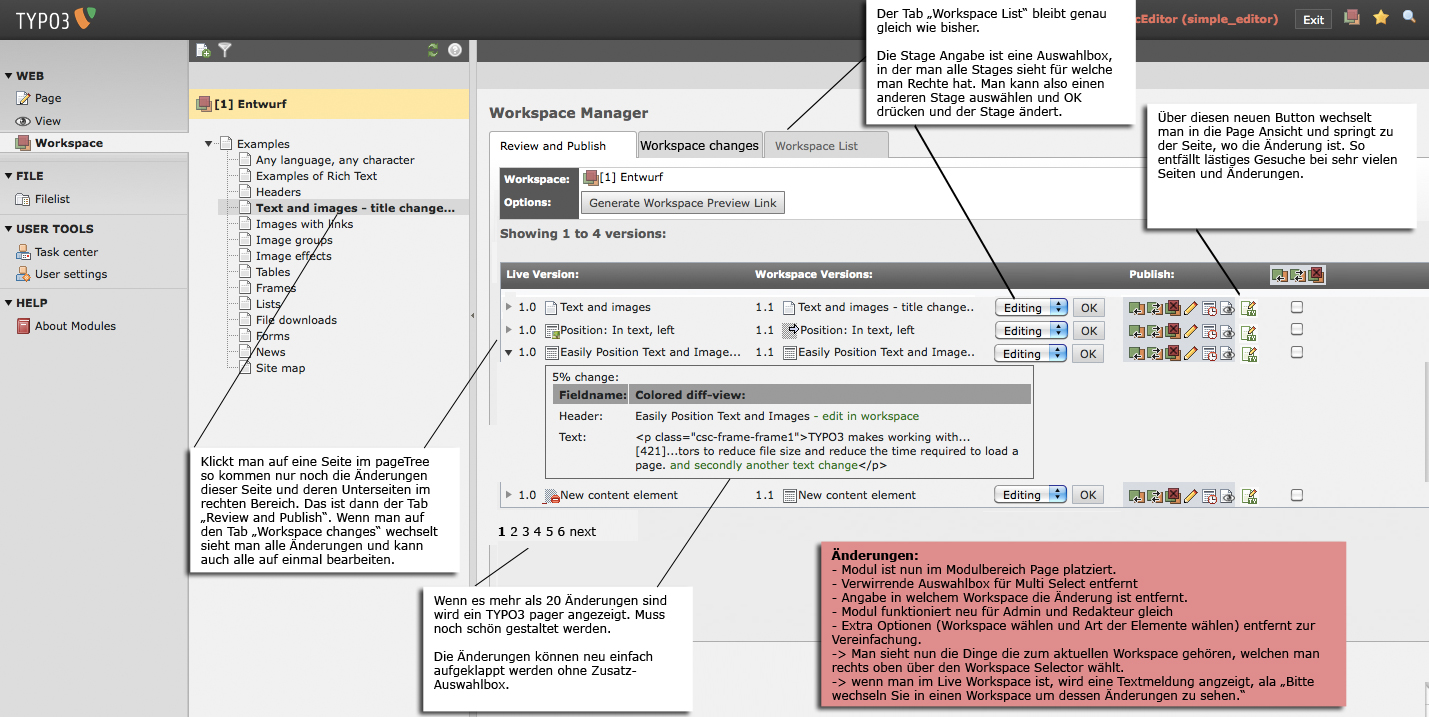 TYPO3
cEditor (simple_editor)
Exit
WEB
Page
View
Workspace
FILE
Filelist
USER TOOLS
Task center
User settings
HELP
About Modules
[1] Entwurf
Examples
Any language, any character
Examples of Rich Text
Headers
Text and images - title change...
Images with links
Image groups
Image effects
Tables
Frames
Lists
File downloads
Forms
News
Site map
Workspace Manager
Review and Publish
Workspace changes
Workspace List
Workspace:
[1] Entwurf
Options:
Generate Workspace Preview Link
Showing 1 to 4 versions:
Live Version:
Workspace Versions:
Publish:
1.0 Text and images 1.1 Text and images - title change.. Editing OK
1.0 Position: In text, left 1.1 Position: In text, left Editing OK
1.0 Easily Position Text and Image... 1.1 Easily Position Text and Image.. Editing OK
5% change:
Fieldname: Colored diff-view:
Header: Easily Position Text and Images - edit in workspace
Text: <p class="csc-frame-frame1">TYPO3 makes working with...
[421]...tors to reduce file size and reduce the time required to load a
page. and secondly another text change</p>
1.0 New content element 1.1 New content element Editing OK
1 2 3 4 5 6 next
Der Tab „Workspace List“ bleibt genau
gleich wie bisher.
Die Stage Angabe ist eine Auswahlbox,
in der man alle Stages sieht für welche
man Rechte hat. Man kann also einen
anderen Stage auswählen und OK
drücken und der Stage ändert.
Über diesen neuen Button wechselt
man in die Page Ansicht und springt zu
der Seite, wo die Änderung ist. So
entfällt lästiges Gesuche bei sehr vielen
Seiten und Änderungen.
Klickt man auf eine Seite im pageTree
so kommen nur noch die Änderungen
dieser Seite und deren Unterseiten im
rechten Bereich. Das ist dann der Tab
„Review and Publish“. Wenn man auf
den Tab „Workspace changes“ wechselt
sieht man alle Änderungen und kann
auch alle auf einmal bearbeiten.
Wenn es mehr als 20 Änderungen sind
wird ein TYPO3 pager angezeigt. Muss
noch schön gestaltet werden.
Die Änderungen können neu einfach
aufgeklappt werden ohne Zusatz-
Auswahlbox.
Änderungen:
- Modul ist nun im Modulbereich Page platziert.
- Verwirrende Auswahlbox für Multi Select entfernt
- Angabe in welchem Workspace die Änderung ist entfernt.
- Modul funktioniert neu für Admin und Redakteur gleich
- Extra Optionen (Workspace wählen und Art der Elemente wählen) entfernt zur
Vereinfachung.
-> Man sieht nun die Dinge die zum aktuellen Workspace gehören, welchen man
rechts oben über den Workspace Selector wählt.
-> wenn man im Live Workspace ist, wird eine Textmeldung angzeigt, ala „Bitte
wechseln Sie in einen Workspace um dessen Änderungen zu sehen.“